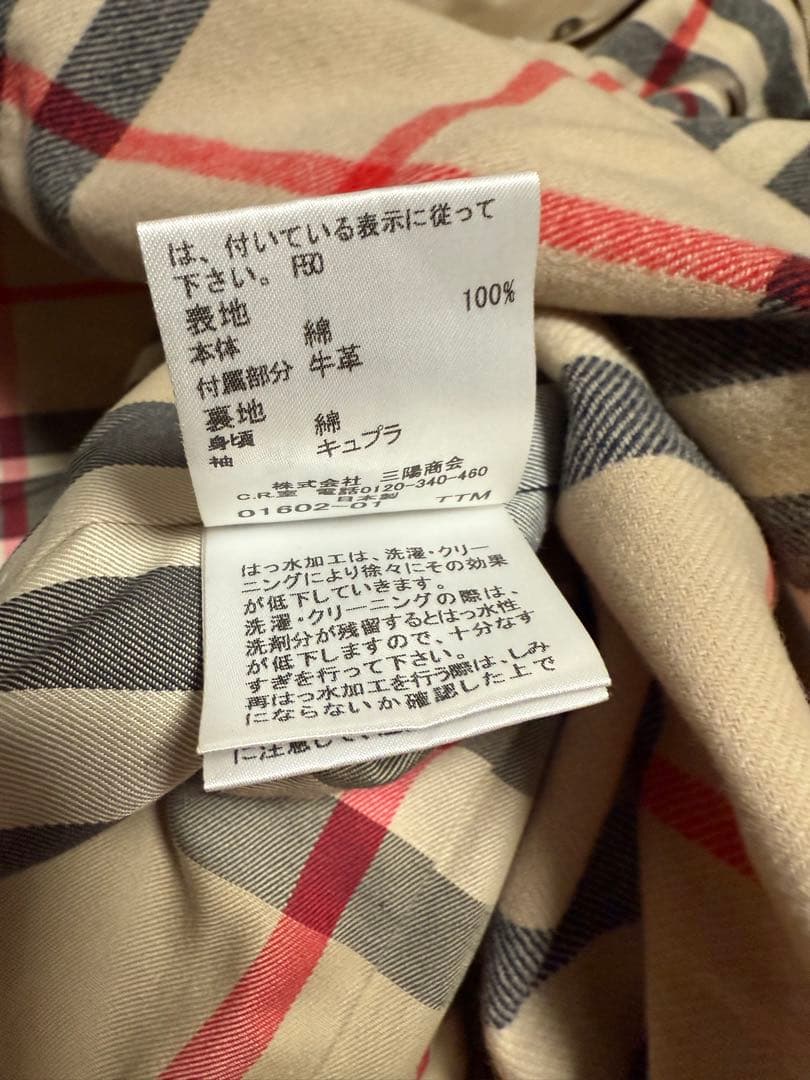 は、付いている表示に従って
下さい。 F50
表地
本体 綿 100%
付属部分 牛革
裏地
身頃 綿
袖 キュプラ
株式会社 三陽商会
C.R.室 電話0120-340-460
日本製
01602-01 TTM
はっ水加工は、洗濯・クリー
ニングにより徐々にその効果
が低下していきます。
洗濯・クリーニングの際は、
洗剤分が残留するとはっ水性
が低下しますので、十分なす
すぎを行って下さい。
再はっ水加工を行う際は、しみ
にならないか確認した上で
に注意して、